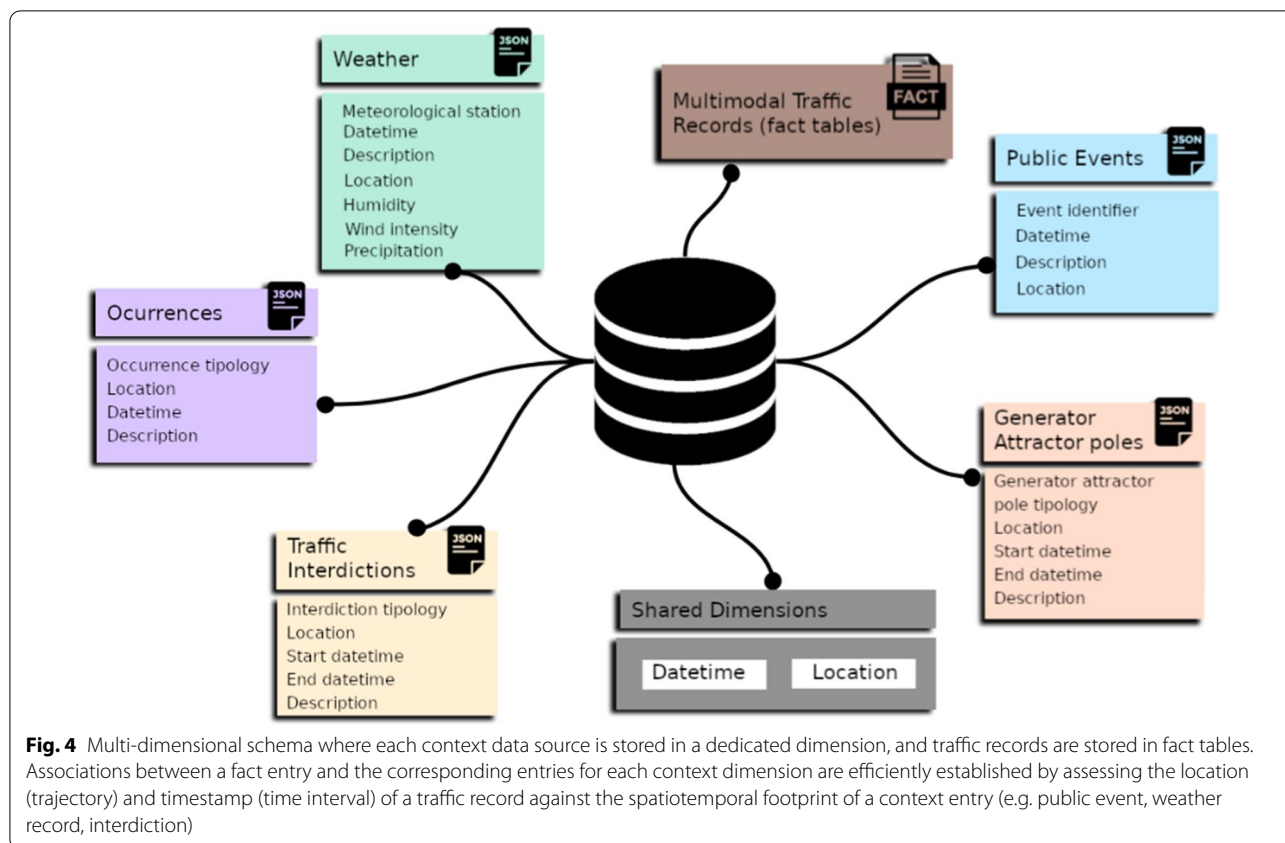 Weather
JSON
Meteorological station
Datetime
Description
Location
Humidity
Wind intensity
Precipitation
Multimodal Traffic
Records (fact tables)
FACT
Public Events
JSON
Event identifier
Datetime
Description
Location
Ocurrences
JSON
Occurrence tipology
Location
Datetime
Description
Generator
Attractor poles
JSON
Generator attractor
pole tipology
Location
Start datetime
End datetime
Description
Traffic
Interdictions
JSON
Interdiction tipology
Location
Start datetime
End datetime
Description
Shared Dimensions
Datetime
Location
Fig. 4 Multi-dimensional schema where each context data source is stored in a dedicated dimension, and traffic records are stored in fact tables.
Associations between a fact entry and the corresponding entries for each context dimension are efficiently established by assessing the location
(trajectory) and timestamp (time interval) of a traffic record against the spatiotemporal footprint of a context entry (e.g. public event, weather
record, interdiction)